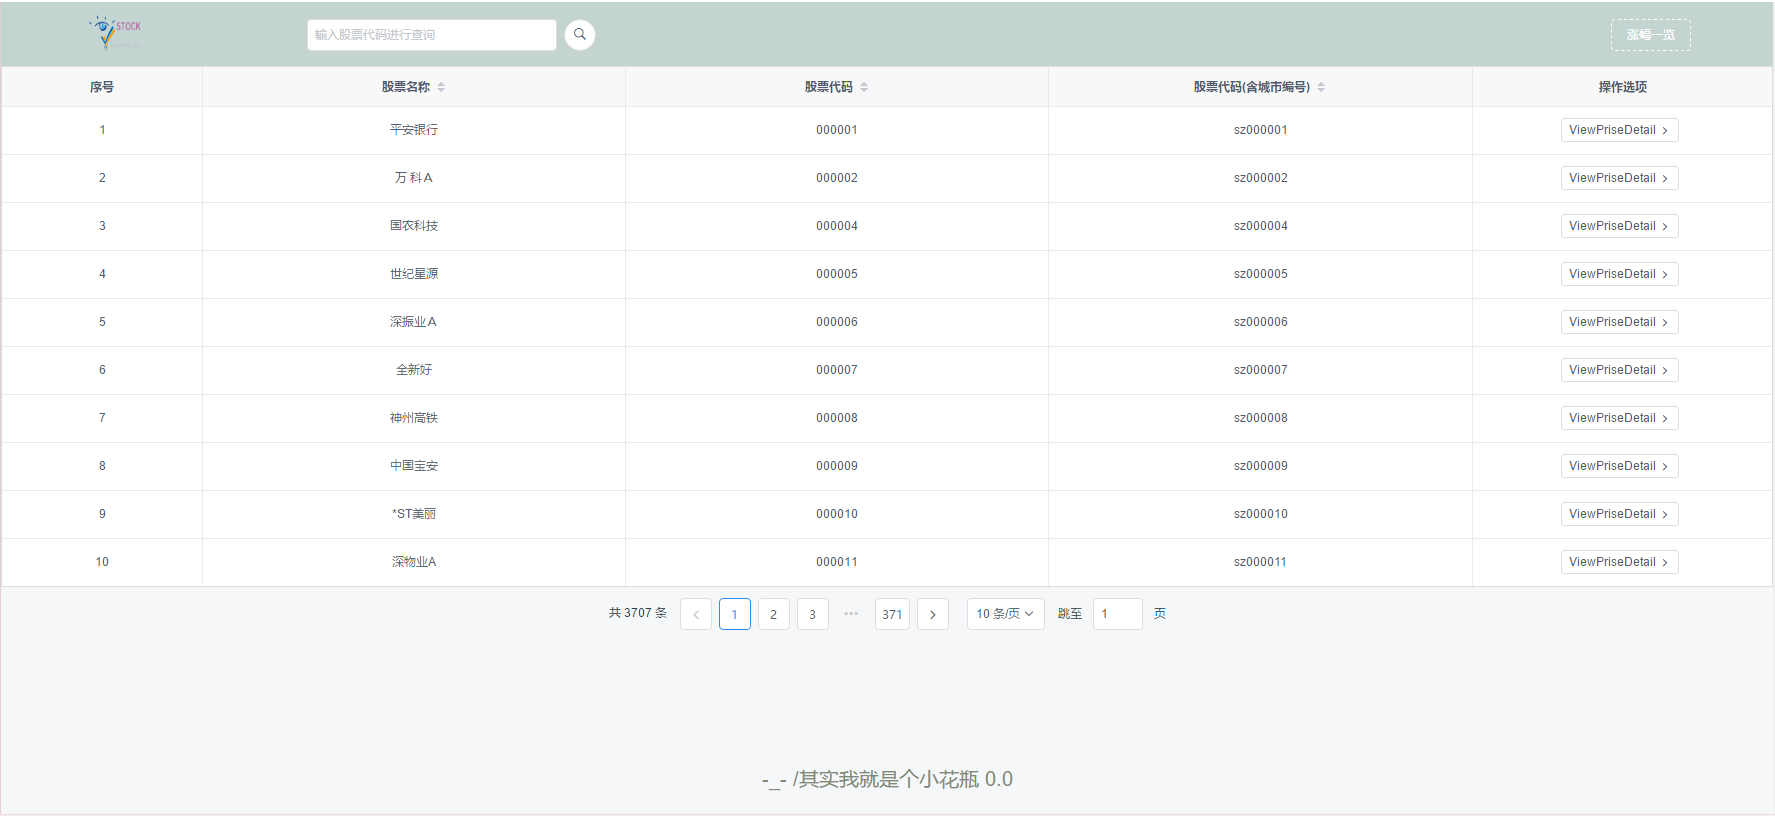 STOCK
输入股票代码进行查询
涨幅一览
序号 股票名称 股票代码 股票代码(含城市编号) 操作选项
1 平安银行 000001 sz000001 ViewPriseDetail >
2 万 科Ａ 000002 sz000002 ViewPriseDetail >
3 国农科技 000004 sz000004 ViewPriseDetail >
4 世纪星源 000005 sz000005 ViewPriseDetail >
5 深振业Ａ 000006 sz000006 ViewPriseDetail >
6 全新好 000007 sz000007 ViewPriseDetail >
7 神州高铁 000008 sz000008 ViewPriseDetail >
8 中国宝安 000009 sz000009 ViewPriseDetail >
9 *ST美丽 000010 sz000010 ViewPriseDetail >
10 深物业A 000011 sz000011 ViewPriseDetail >
共 3707 条 < 1 2 3 ••• 371 > 10 条/页 跳至 1 页
-_- /其实我就是个小花瓶 0.0